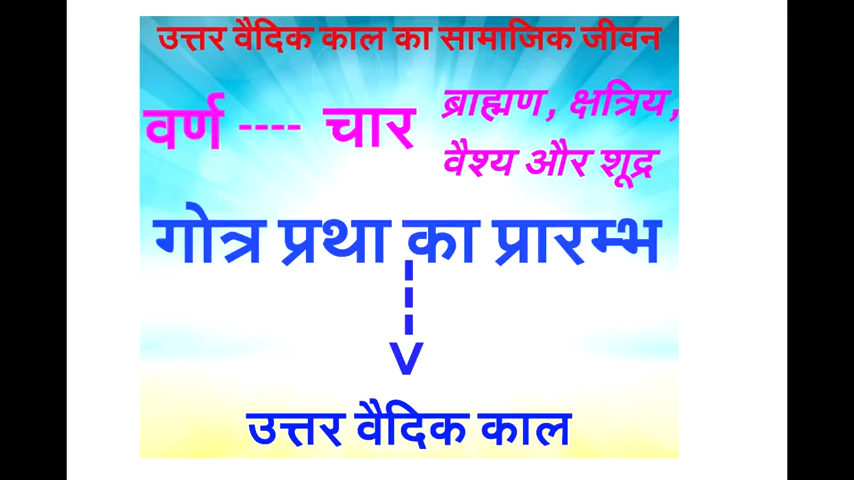 उत्तर वैदिक काल का सामाजिक जीवन
वर्ण ---- चार ब्राह्मण, क्षत्रिय,
वैश्य और शूद्र
गोत्र प्रथा का प्रारम्भ
उत्तर वैदिक काल